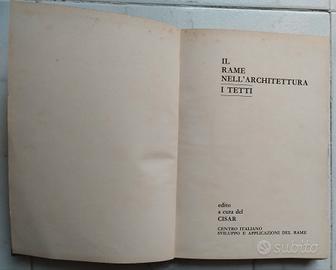 IL
RAME
NELL'ARCHITETTURA
I TETTI
edito
a cura del
CISAR
CENTRO ITALIANO
SVILUPPO E APPLICAZIONI DEL RAME
subito